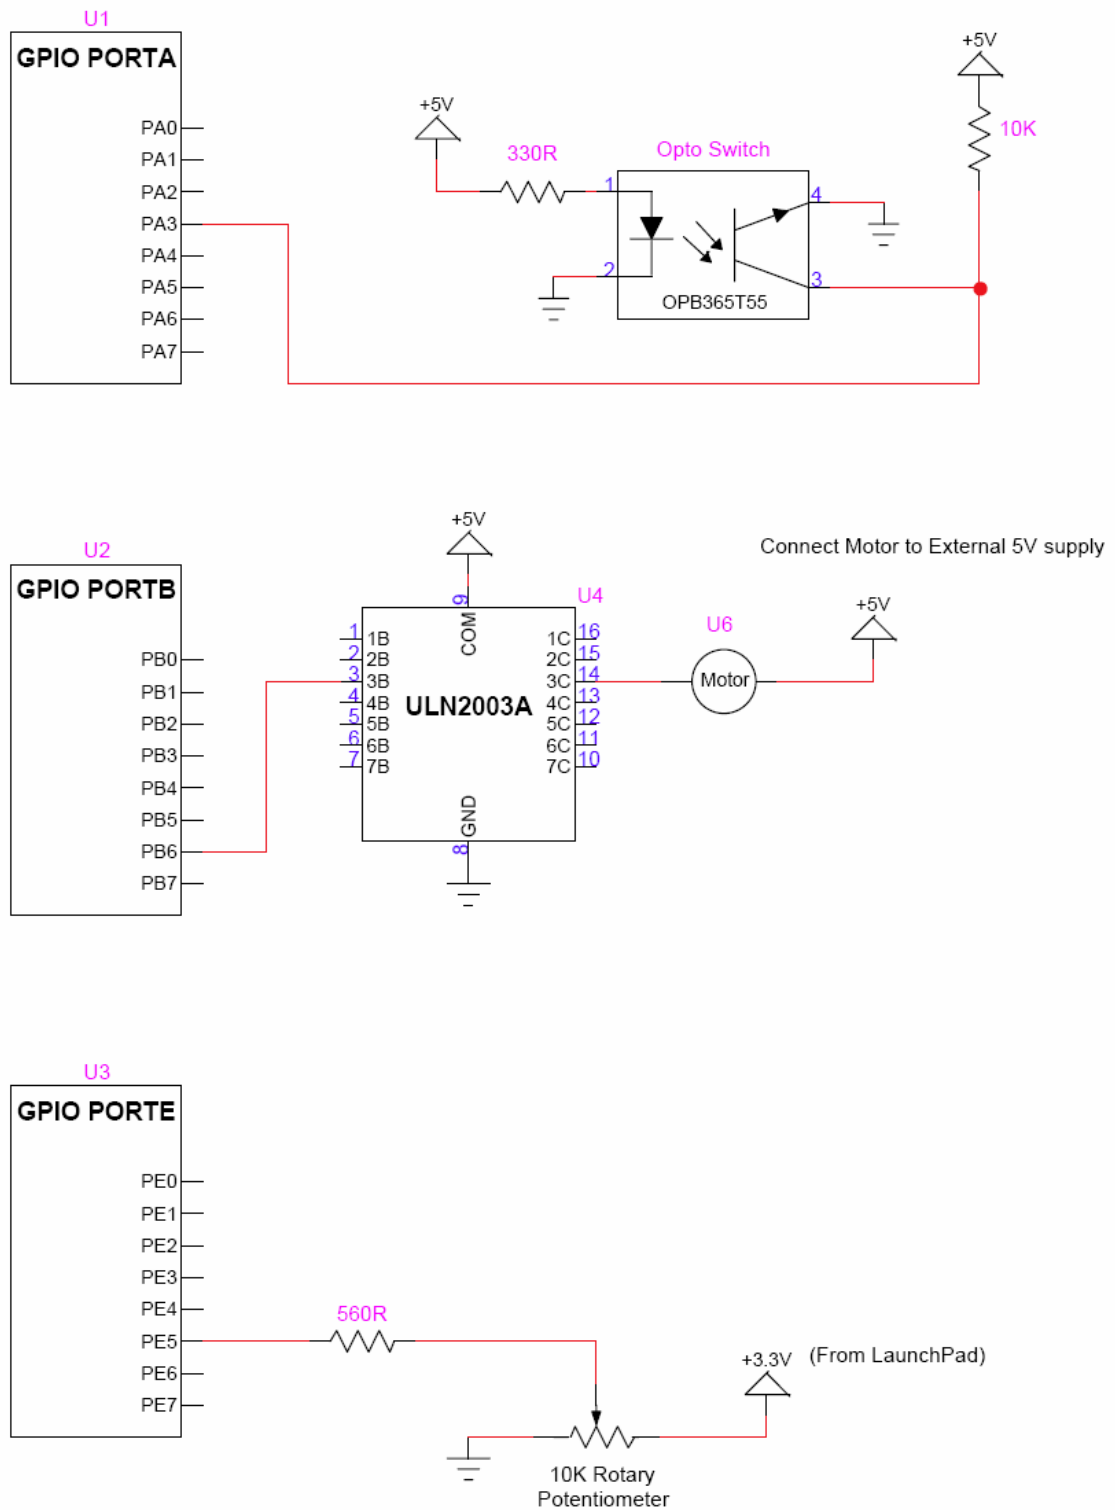 U1
GPIO PORTA
PA0
PA1
PA2
PA3
PA4
PA5
PA6
PA7
+5V
330R
Opto Switch
1
2
4
3
OPB365T55
+5V
10K
U2
GPIO PORTB
PB0
PB1
PB2
PB3
PB4
PB5
PB6
PB7
+5V
9
COM
U4
1 1B
2 2B
3 3B
4 4B
5 5B
6 6B
7 7B
ULN2003A
1C 16
2C 15
3C 14
4C 13
5C 12
6C 11
7C 10
GND
8
Connect Motor to External 5V supply
U6
Motor
+5V
U3
GPIO PORTE
PE0
PE1
PE2
PE3
PE4
PE5
PE6
PE7
560R
+3.3V (From LaunchPad)
10K Rotary
Potentiometer